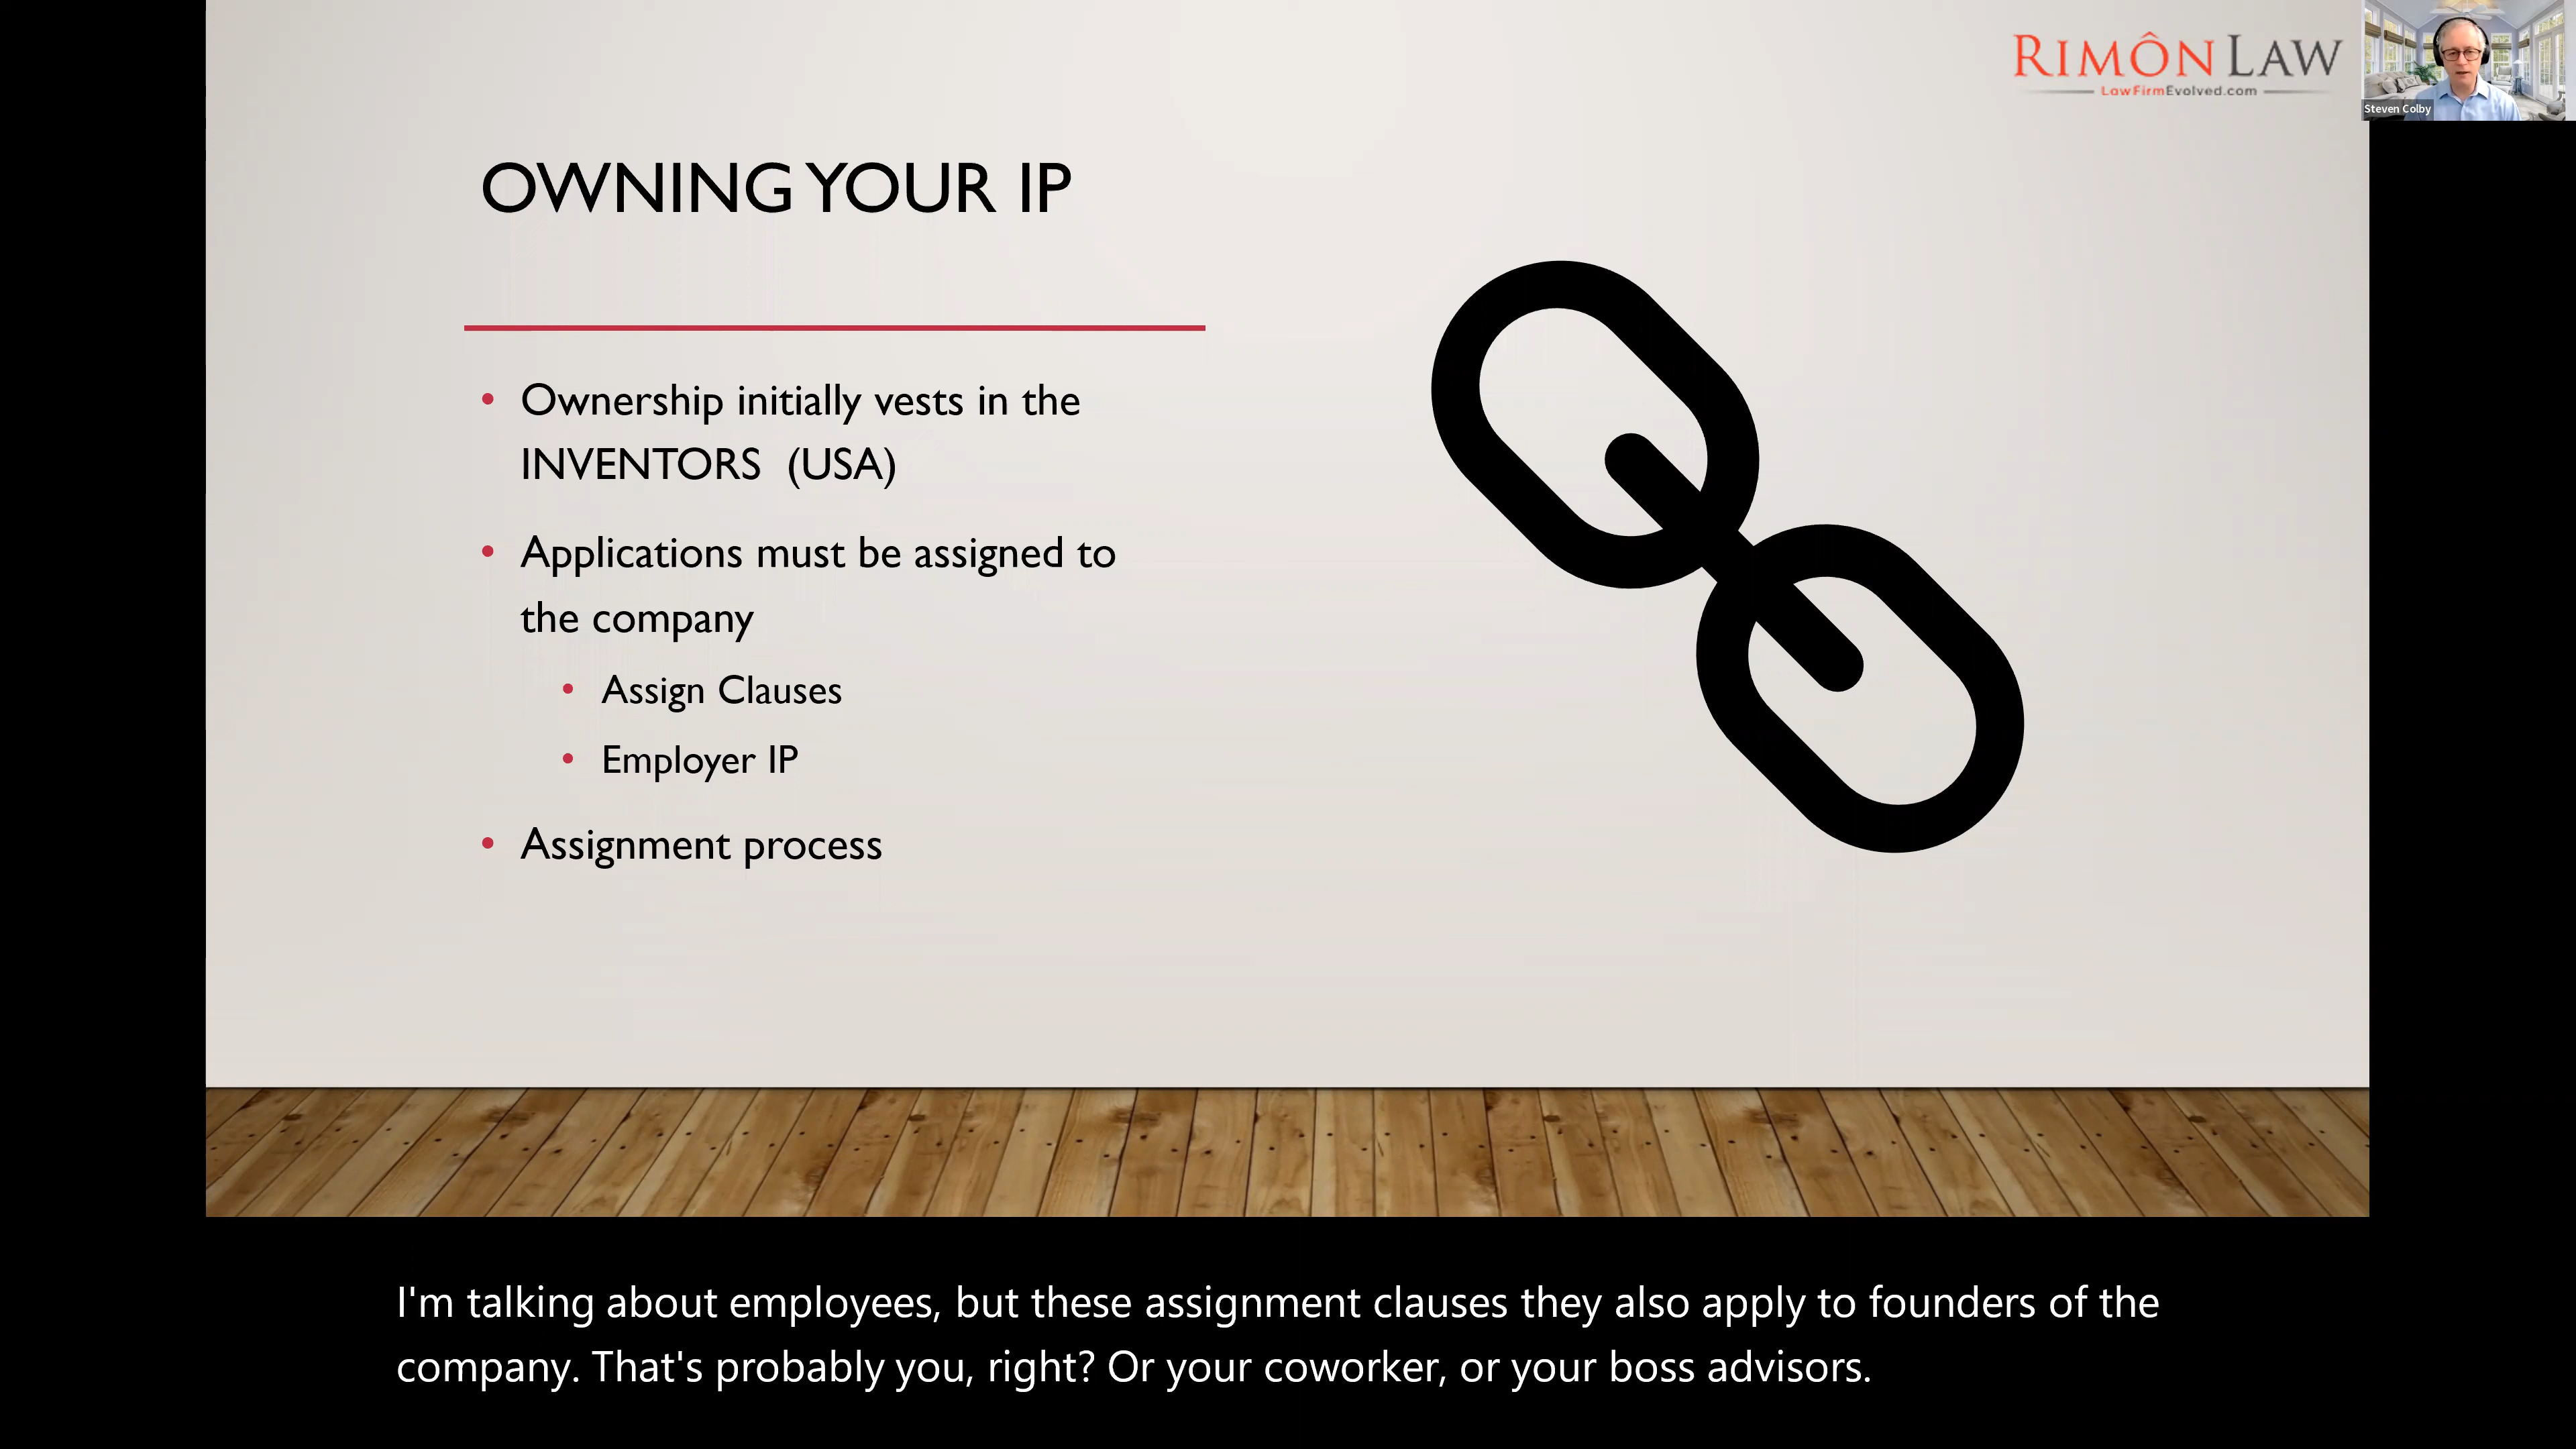 RIMÔN LAW
LawFirmEvolved.com
Steven Colby
OWNING YOUR IP
• Ownership initially vests in the
INVENTORS (USA)
• Applications must be assigned to
the company
• Assign Clauses
• Employer IP
• Assignment process
I'm talking about employees, but these assignment clauses they also apply to founders of the
company. That's probably you, right? Or your coworker, or your boss advisors.